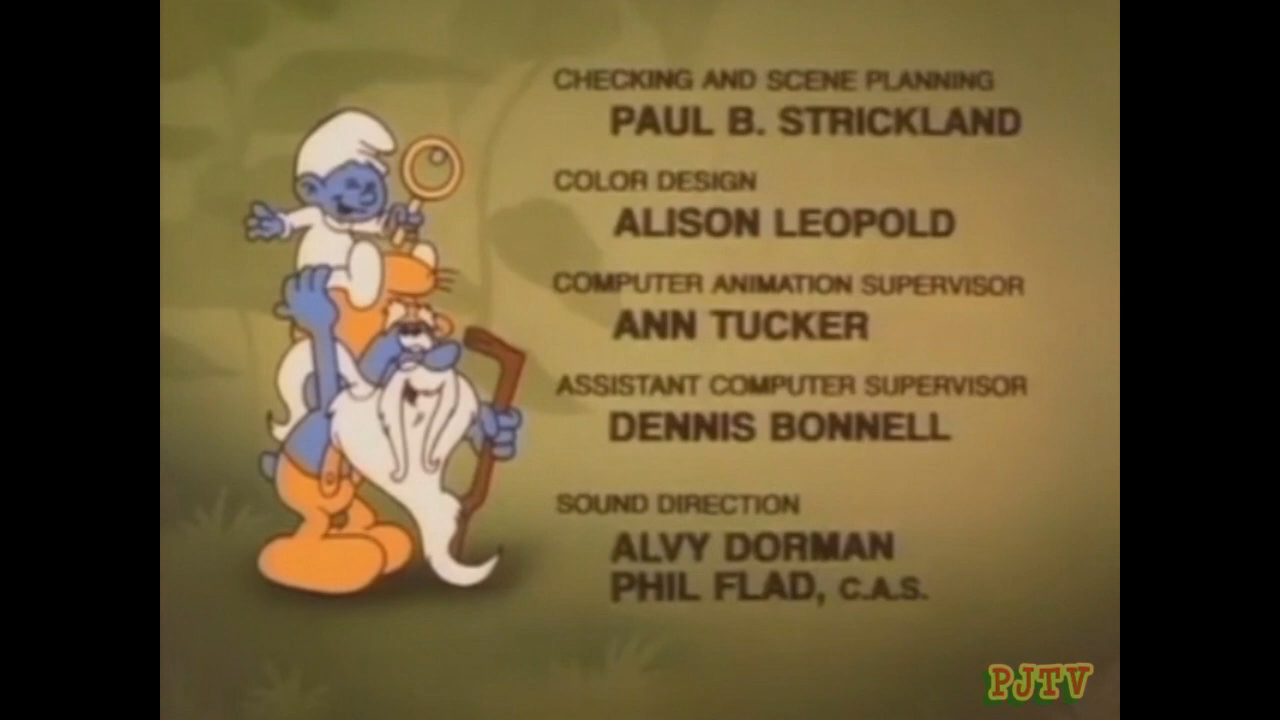 CHECKING AND SCENE PLANNING
PAUL B. STRICKLAND
COLOR DESIGN
ALISON LEOPOLD
COMPUTER ANIMATION SUPERVISOR
ANN TUCKER
ASSISTANT COMPUTER SUPERVISOR
DENNIS BONNELL
SOUND DIRECTION
ALVY DORMAN
PHIL FLAD, C.A.S.
PJTV